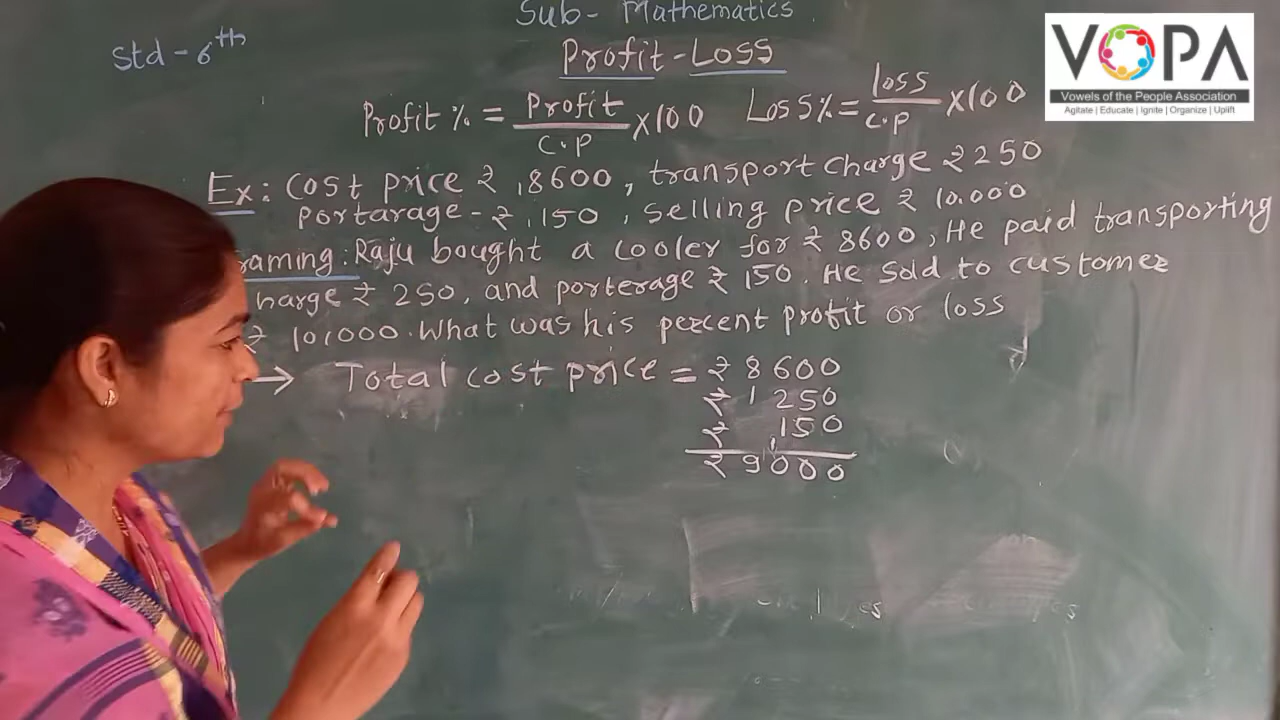 Sub- Mathematics
Std-6th
Profit-Loss
Profit % = Profit/C.P ×100 Loss% = loss/C.P ×100
Ex: Cost price ₹ 8600, transport charge ₹ 250
portarage - ₹ 150, selling price ₹ 10,000
raming: Raju bought a cooler for ₹ 8600, He paid transporting
harge ₹ 250, and porterage ₹ 150. He sold to customer
₹ 10,000. What was his percent profit or loss
→ Total cost price = ₹ 8600
₹ 250
₹ 150
₹ 9000
VOPA
Vowels of the People Association
Agitate | Educate | Ignite | Organize | Uplift